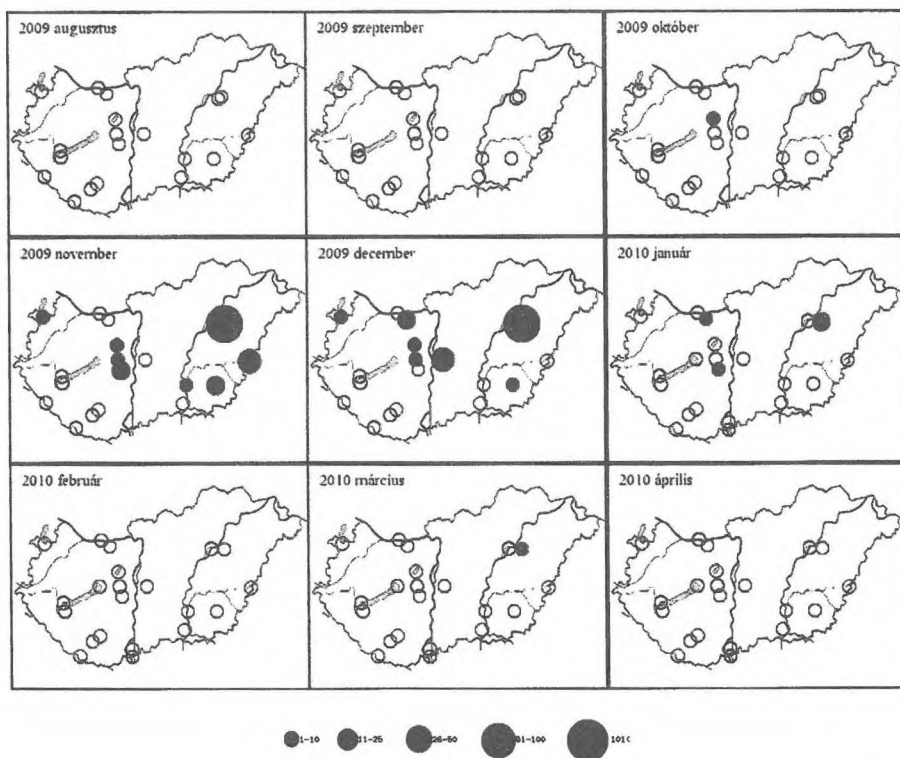 2009 augusztus
2009 szeptember
2009 október
2009 november
2009 december
2010 január
2010 február
2010 március
2010 április
1-10 11-25 26-50 51-100 101<